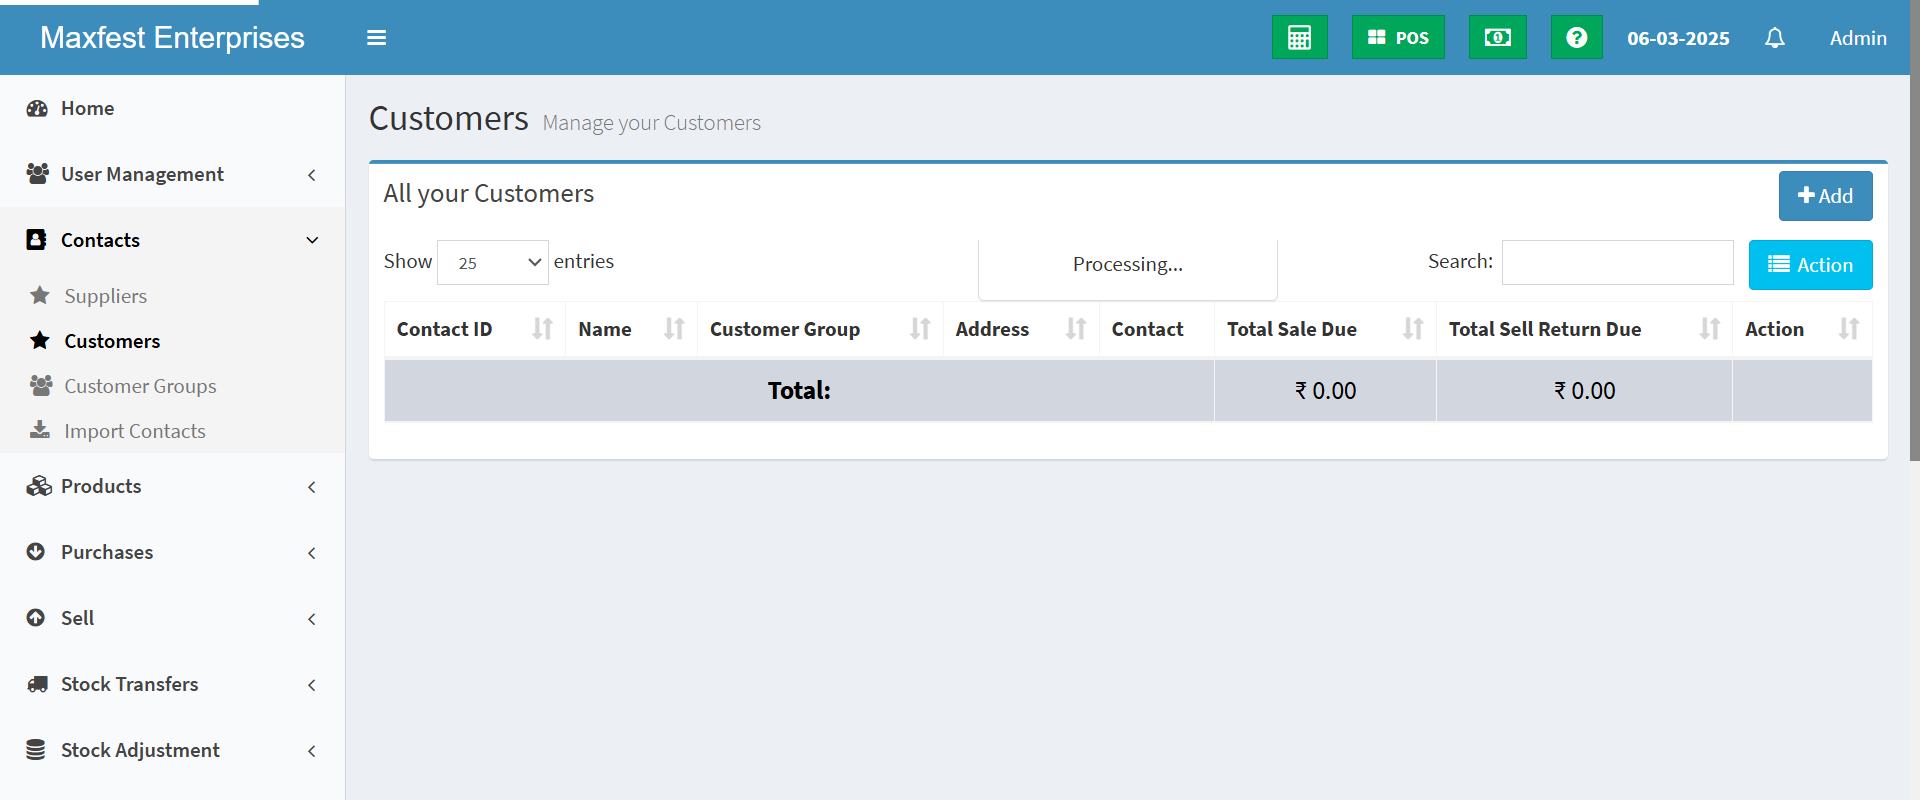 Maxfest Enterprises
POS
06-03-2025
Admin
Home
User Management
Contacts
Suppliers
Customers
Customer Groups
Import Contacts
Products
Purchases
Sell
Stock Transfers
Stock Adjustment
Customers Manage your Customers
All your Customers
Add
Show 25 entries
Processing...
Search:
Action
Contact ID Name Customer Group Address Contact Total Sale Due Total Sell Return Due Action
Total: ₹ 0.00 ₹ 0.00